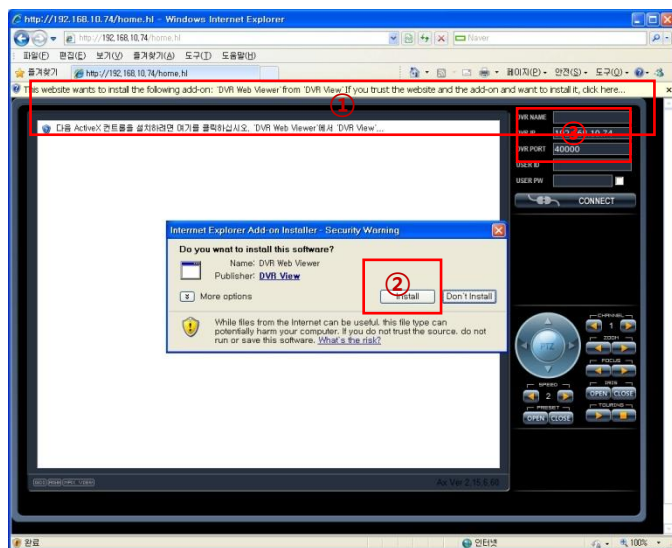 http://192.168.10.74/home.hl - Windows Internet Explorer
http://192.168.10.74/home.hl
Naver
파일(F) 편집(E) 보기(V) 즐겨찾기(A) 도구(T) 도움말(H)
즐겨찾기 http://192.168.10.74/home.hl 페이지(P) 안전(S) 도구(O)
This website wants to install the following add-on: 'DVR Web Viewer' from 'DVR View' If you trust the website and the add-on and want to install it, click here...
①
다음 ActiveX 컨트롤을 설치하려면 여기를 클릭하십시오. 'DVR Web Viewer'에서 'DVR View'...
DVR NAME
DVR IP 192.168.10.74
DVR PORT 40000
USER ID
USER PW
CONNECT
Internet Explorer Add-on Installer - Security Warning
Do you wnat to install this software?
Name: DVR Web Viewer
Publisher: DVR View
②
More options Install Don't Install
While files from the Internet can be useful, this file type can
potentially harm your computer. If you do not trust the source, do not
run or save this software. What's the risk?
CHANNEL
1
ZOOM
PTZ
FOCUS
SPEED
2
IRIS
OPEN CLOSE
PRESET
OPEN CLOSE
TOURING
Ax Ver 2,15,6,60
완료 인터넷 100%